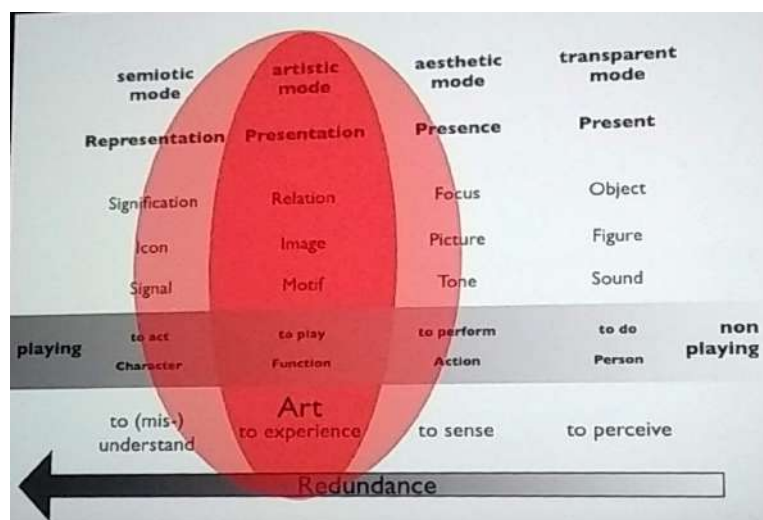 semiotic mode
artistic mode
aesthetic mode
transparent mode
Representation
Presentation
Presence
Present
Signification
Relation
Focus
Object
Icon
Image
Picture
Figure
Signal
Motif
Tone
Sound
playing
to act
to play
to perform
to do
non playing
Character
Function
Action
Person
Art
to (mis-) understand
to experience
to sense
to perceive
Redundance